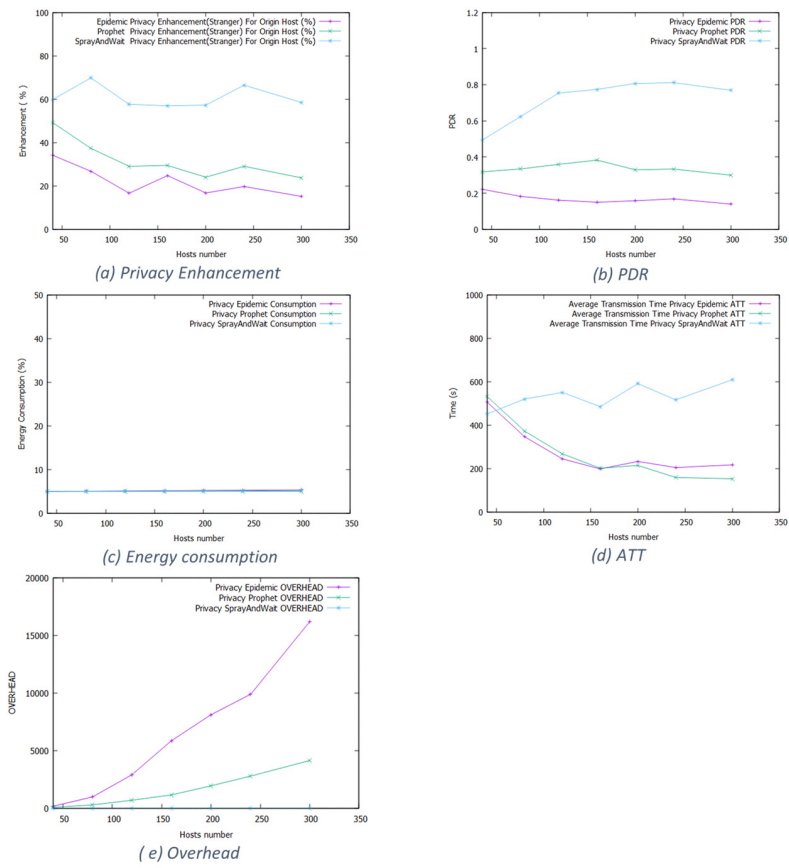 Epidemic Privacy Enhancement(Stranger) For Origin Host (%)
Prophet Privacy Enhancement(Stranger) For Origin Host (%)
SprayAndWait Privacy Enhancement(Stranger) For Origin Host (%)
100
80
60
40
20
0
Enhancement ( % )
50 100 150 200 250 300 350
Hosts number
(a) Privacy Enhancement
Privacy Epidemic PDR
Privacy Prophet PDR
Privacy SprayAndWait PDR
1.2
1
0.8
0.6
0.4
0.2
0
PDR
50 100 150 200 250 300 350
Hosts number
(b) PDR
Privacy Epidemic Consumption
Privacy Prophet Consumption
Privacy SprayAndWait Consumption
50
40
30
20
10
0
Energy Consumption (%)
50 100 150 200 250 300 350
Hosts number
(c) Energy consumption
Average Transmission Time Privacy Epidemic ATT
Average Transmission Time Privacy Prophet ATT
Average Transmission Time Privacy SprayAndWait ATT
1000
800
600
400
200
0
Time (s)
50 100 150 200 250 300 350
Hosts number
(d) ATT
Privacy Epidemic OVERHEAD
Privacy Prophet OVERHEAD
Privacy SprayAndWait OVERHEAD
20000
15000
10000
5000
0
OVERHEAD
50 100 150 200 250 300 350
Hosts number
( e) Overhead